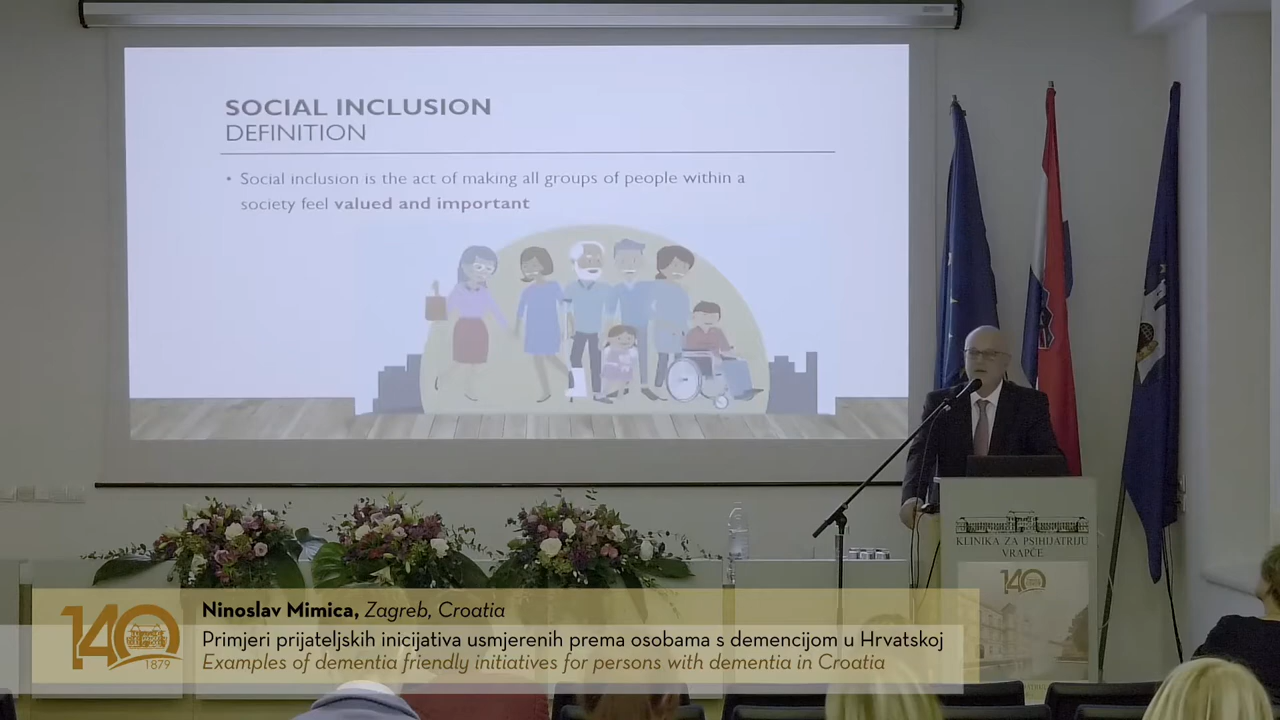 SOCIAL INCLUSION
DEFINITION
• Social inclusion is the act of making all groups of people within a
society feel valued and important
KLINIKA ZA PSIHIJATRIJU
VRAPČE
140
140
1879
Ninoslav Mimica, Zagreb, Croatia
Primjeri prijateljskih inicijativa usmjerenih prema osobama s demencijom u Hrvatskoj
Examples of dementia friendly initiatives for persons with dementia in Croatia